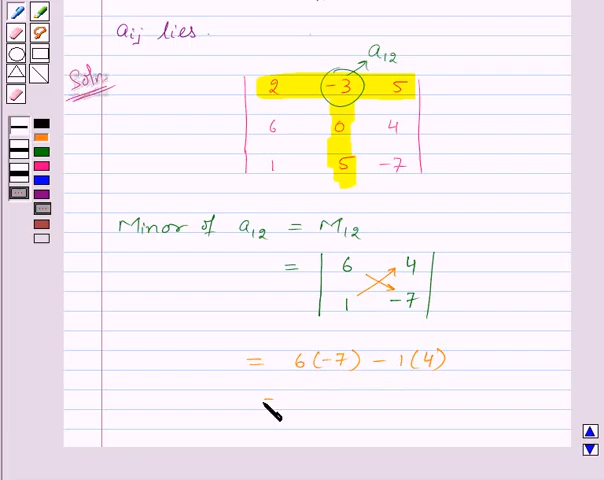 aij lies.
Soln
a12
2 -3 5
6 0 4
1 5 -7
Minor of a12 = M12
= | 6 4 |
| 1 -7 |
= 6(-7) - 1(4)
=